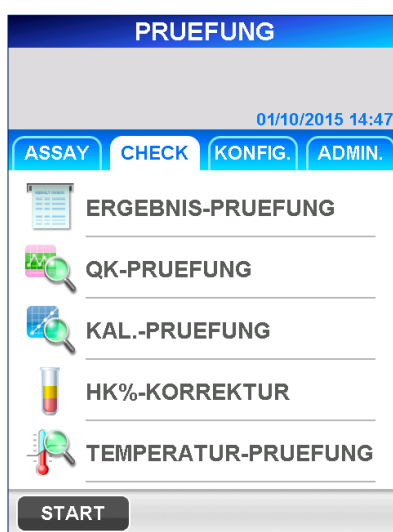 PRUEFUNG
01/10/2015 14:47
ASSAY CHECK KONFIG. ADMIN.
ERGEBNIS-PRUEFUNG
QK-PRUEFUNG
KAL.-PRUEFUNG
HK%-KORREKTUR
TEMPERATUR-PRUEFUNG
START